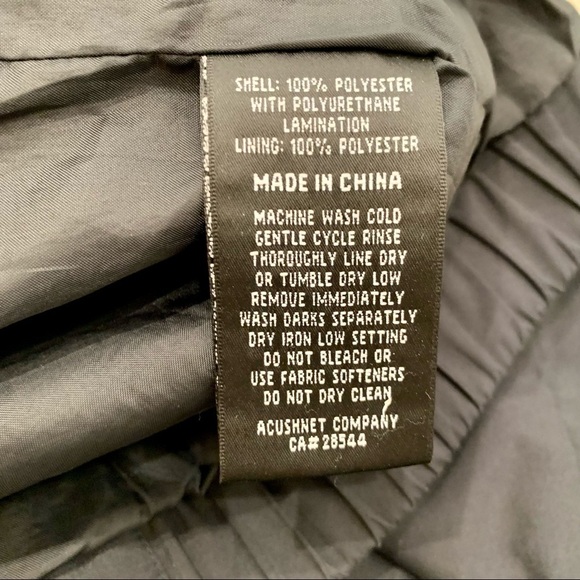 SHELL: 100% POLYESTER
WITH POLYURETHANE
LAMINATION
LINING: 100% POLYESTER
MADE IN CHINA
MACHINE WASH COLD
GENTLE CYCLE RINSE
THOROUGHLY LINE DRY
OR TUMBLE DRY LOW
REMOVE IMMEDIATELY
WASH DARKS SEPARATELY
DRY IRON LOW SETTING
DO NOT BLEACH OR
USE FABRIC SOFTENERS
DO NOT DRY CLEAN
ACUSHNET COMPANY
CA# 28544